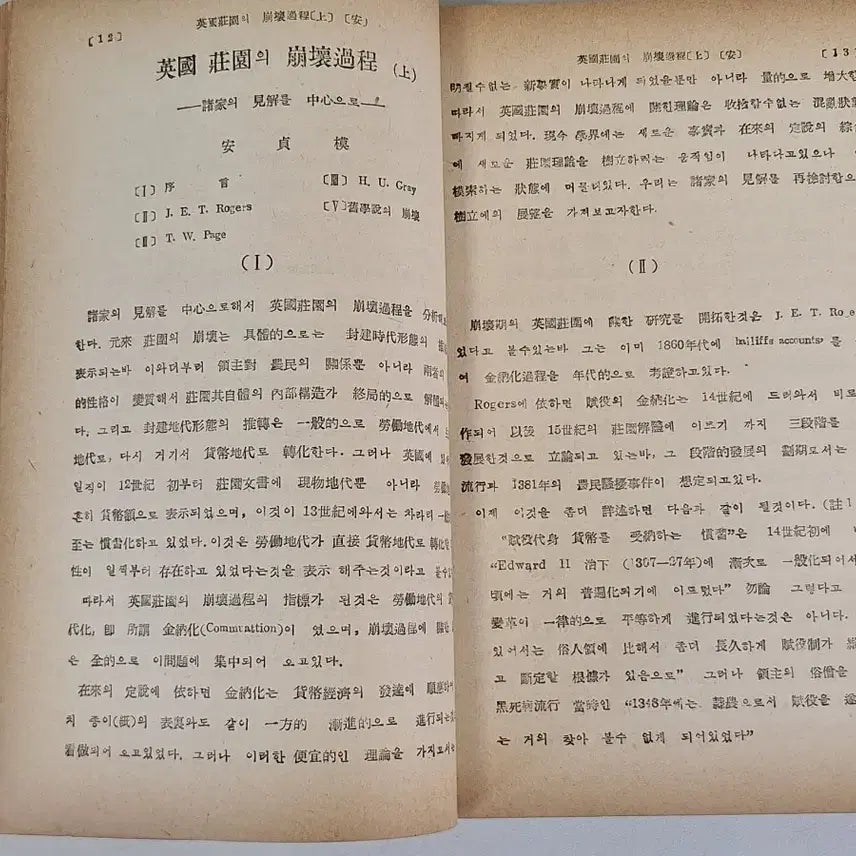 [12] 英國莊園의 崩壞過程[上] [安]
英國 莊園의 崩壞過程 (上)
——諸家의 見解를 中心으로——
安 貞 模
[I] 序 言
[II] J. E. T. Rogers
[III] T. W. Page
H. U. Gray
[V] 舊學說의 崩壞
(I)
諸家의 見解를 中心으로해서 英國莊園의 崩壞過程을 分析
한다. 元來 莊園의 崩壞는 具體的으로는 封建地代形態의
表示되는바 이와더부러 領主對 農民의 關係뿐 아니라 兩者의
的性格이 變質해서 莊園其自體의 內部構造가 終局的으로
다. 그리고 封建地代形態의 推轉은 一般的으로 勞働地代에서
地代로, 다시 거기서 貨幣地代로 轉化한다. 그러나 英國에
일직이 12世紀 初부터 莊園文書에 現物地代뿐 아니라
흔히 貨幣額으로 表示되었으며, 이것이 13世紀에와서는 차라리
至는 慣習化하고 있었다. 이것은 勞働地代가 直接 貨幣地代로
性이 일찍부터 存在하고 있었다는것을 表示 해주는것이라고
따라서 英國莊園의 崩壞過程의 指標가 된것은 勞働地代의
代化, 即 所謂 金納化(Commutation)이 였으며, 崩壞過程에
은 全的으로 이問題에 集中되어 오고있다.
在來의 定說에 依하면 金納化는 貨幣經濟의 發達에
치 종이(紙)의 表裏와도 같이 一方的 漸進的으로 進行되는
看做되어 오고있었다. 그러나 이러한 便宜的인 理論을 가지고서
英國莊園의 崩壞過程[上] [安] [13]
明될수없는 新事實이 나타나게 되었을뿐만 아니라 量的으로
따라서 英國莊園의 崩壞過程에 關한理論은 收拾할수없는
빠지게 되었다. 現今 學界에는 새로운 事實과 在來의 定說의
에 새로운 莊園理論을 樹立하려는 움직임이 나타나고있으나
模索하는 狀態에 머물러있다. 우리는 諸家의 見解를 再檢討함으
樹立에의 展望을 가져보고자한다.
(II)
崩壞期의 英國莊園에 關한 研究를 開拓한것은 J. E. T.
있다고 볼수있는바 그는 이미 1860年代에 bailiffs accounts를
여 金納化過程을 年代的으로 考證하고있다.
Rogers에 依하면 賦役의 金納化는 14世紀에 드러와서 비로
作되어 以後 15世紀의 莊園解體에 이르기 까지 三段階를
發展한것으로 立論되고 있는바, 그 段階的發展의 劃期로서는
流行과 1381年의 農民騷擾事件이 想定되고있다.
이제 이것을 좀더 詳述하면 다음과 같이 될것이다. (註
“賦役代身 貨幣를 受納하는 慣習”은 14世紀初에
“Edward II 治下 (1307—27年)에 漸次로 一般化되어서
頃에는 거의 普遍化되기에 이르렀다” 勿論 그렇다고
變革이 一律的으로 平等하게 進行되었다는것은 아니다.
있어서는 俗人領에 比해서 좀더 長久하게 賦役制가
고 斷定할 根據가 있음으로” 그러나 領主의 俗僧을
黑死病流行 當時인 “1348年에는, 農으로서 賦役을
는 거의 찾아 볼수 없게 되어있었다”